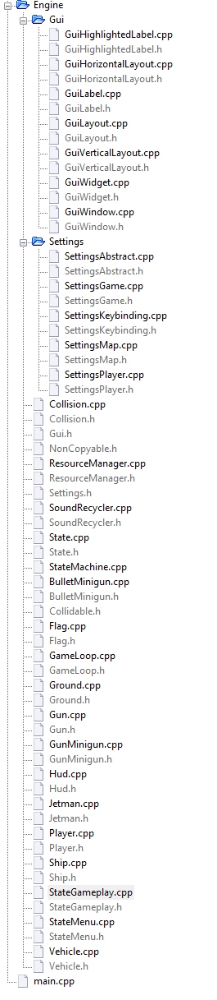 Engine
Gui
GuiHighlightedLabel.cpp
GuiHighlightedLabel.h
GuiHorizontalLayout.cpp
GuiHorizontalLayout.h
GuiLabel.cpp
GuiLabel.h
GuiLayout.cpp
GuiLayout.h
GuiVerticalLayout.cpp
GuiVerticalLayout.h
GuiWidget.cpp
GuiWidget.h
GuiWindow.cpp
GuiWindow.h
Settings
SettingsAbstract.cpp
SettingsAbstract.h
SettingsGame.cpp
SettingsGame.h
SettingsKeybinding.cpp
SettingsKeybinding.h
SettingsMap.cpp
SettingsMap.h
SettingsPlayer.cpp
SettingsPlayer.h
Collision.cpp
Collision.h
Gui.h
NonCopyable.h
ResourceManager.cpp
ResourceManager.h
Settings.h
SoundRecycler.cpp
SoundRecycler.h
State.cpp
State.h
StateMachine.cpp
BulletMinigun.cpp
BulletMinigun.h
Collidable.h
Flag.cpp
Flag.h
GameLoop.cpp
GameLoop.h
Ground.cpp
Ground.h
Gun.cpp
Gun.h
GunMinigun.cpp
GunMinigun.h
Hud.cpp
Hud.h
Jetman.cpp
Jetman.h
Player.cpp
Player.h
Ship.cpp
Ship.h
StateGameplay.cpp
StateGameplay.h
StateMenu.cpp
StateMenu.h
Vehicle.cpp
Vehicle.h
main.cpp